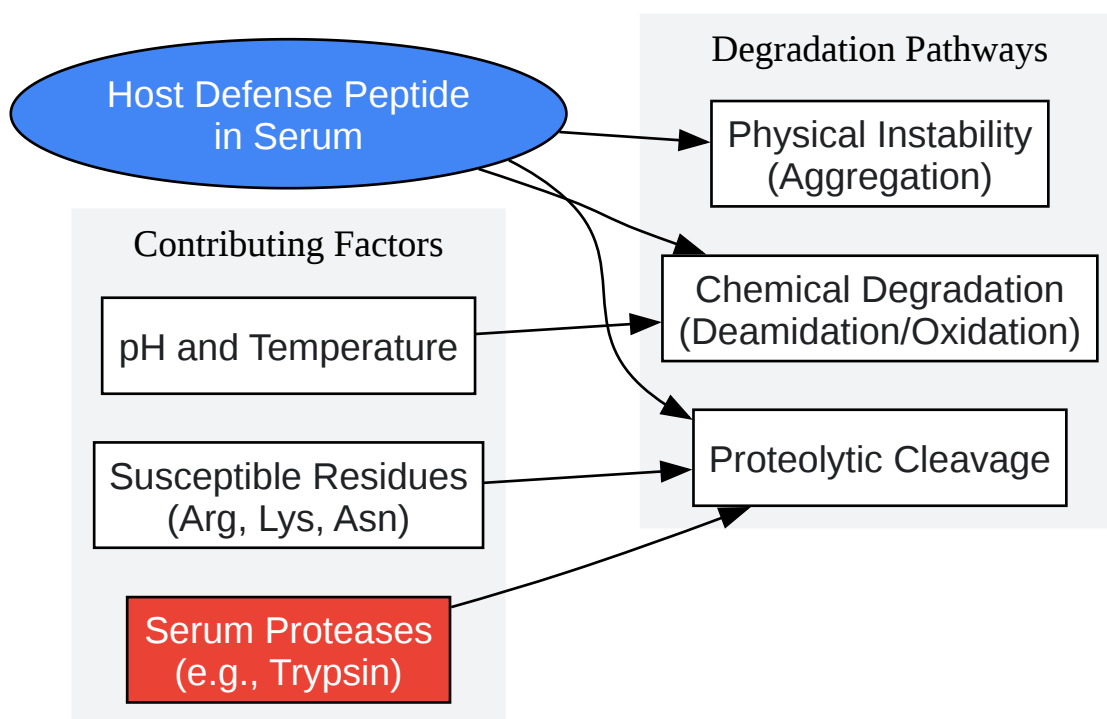 Host Defense Peptide
in Serum
Degradation Pathways
Physical Instability
(Aggregation)
Chemical Degradation
(Deamidation/Oxidation)
Proteolytic Cleavage
Contributing Factors
pH and Temperature
Susceptible Residues
(Arg, Lys, Asn)
Serum Proteases
(e.g., Trypsin)